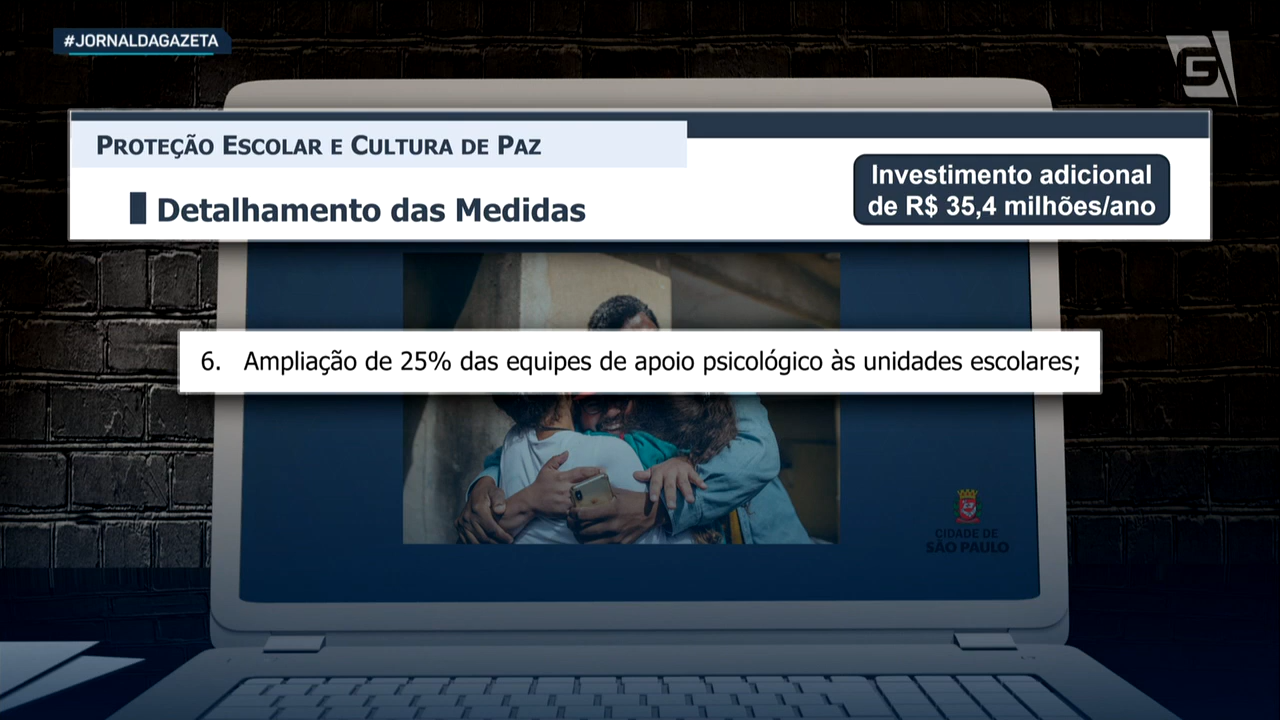 #JORNALDAGAZETA
G
PROTEÇÃO ESCOLAR E CULTURA DE PAZ
Detalhamento das Medidas
Investimento adicional
de R$ 35,4 milhões/ano
6. Ampliação de 25% das equipes de apoio psicológico às unidades escolares;
CIDADE DE
SÃO PAULO